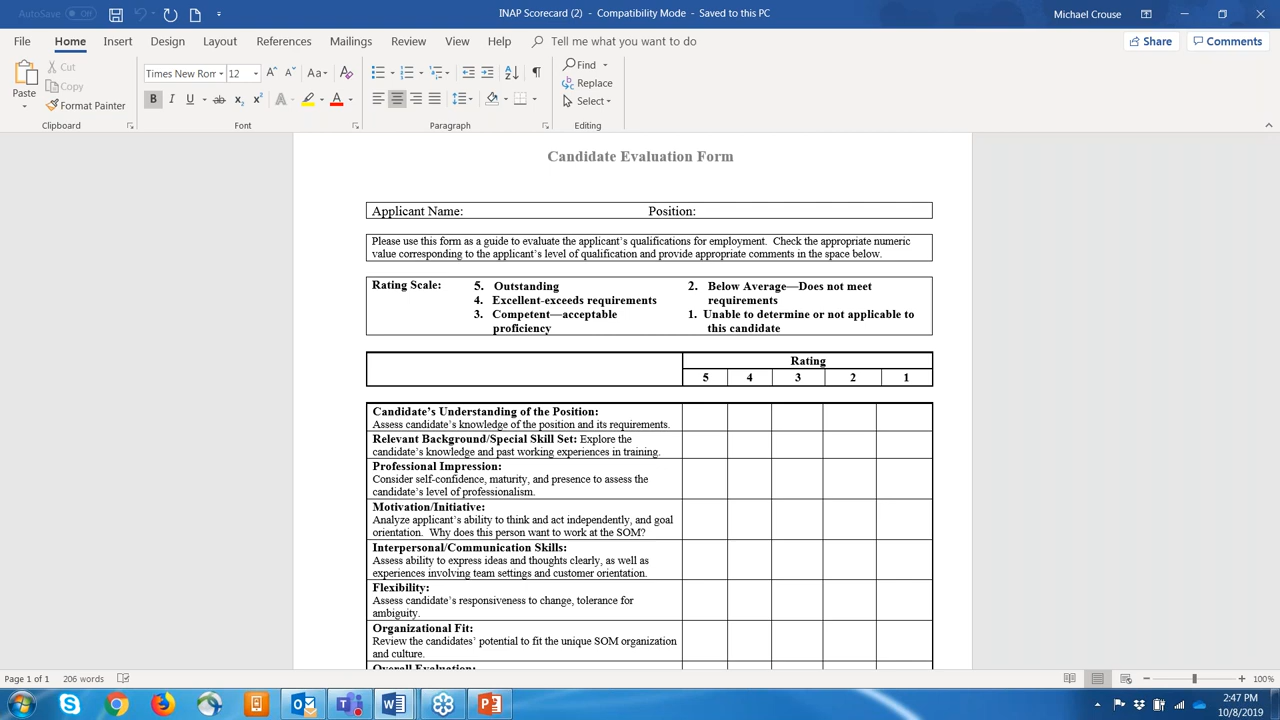 AutoSave Off
INAP Scorecard (2) - Compatibility Mode - Saved to this PC
Michael Crouse
File Home Insert Design Layout References Mailings Review View Help Tell me what you want to do
Share Comments
Paste
Cut
Copy
Format Painter
Clipboard
Times New Rom 12
Aa
B I U ab x₂ x²
Font
Paragraph
Find
Replace
Select
Editing
Candidate Evaluation Form
Applicant Name: Position:
Please use this form as a guide to evaluate the applicant’s qualifications for employment. Check the appropriate numeric
value corresponding to the applicant’s level of qualification and provide appropriate comments in the space below.
Rating Scale:
5. Outstanding
4. Excellent-exceeds requirements
3. Competent—acceptable
proficiency
2. Below Average—Does not meet
requirements
1. Unable to determine or not applicable to
this candidate
Rating
5 4 3 2 1
Candidate’s Understanding of the Position:
Assess candidate’s knowledge of the position and its requirements.
Relevant Background/Special Skill Set: Explore the
candidate’s knowledge and past working experiences in training.
Professional Impression:
Consider self-confidence, maturity, and presence to assess the
candidate’s level of professionalism.
Motivation/Initiative:
Analyze applicant’s ability to think and act independently, and goal
orientation. Why does this person want to work at the SOM?
Interpersonal/Communication Skills:
Assess ability to express ideas and thoughts clearly, as well as
experiences involving team settings and customer orientation.
Flexibility:
Assess candidate’s responsiveness to change, tolerance for
ambiguity.
Organizational Fit:
Review the candidates’ potential to fit the unique SOM organization
and culture.
Overall Evaluation:
Page 1 of 1 206 words
100%
2:47 PM
10/8/2019